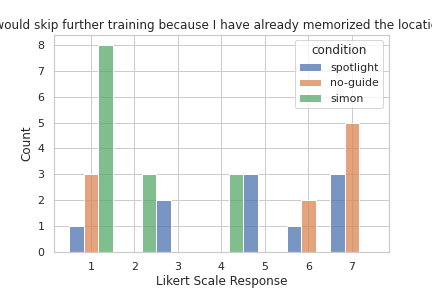 would skip further training because I have already memorized the locati
condition
spotlight
no-guide
simon
8
7
6
5
4
3
2
1
0
Count
1 2 3 4 5 6 7
Likert Scale Response